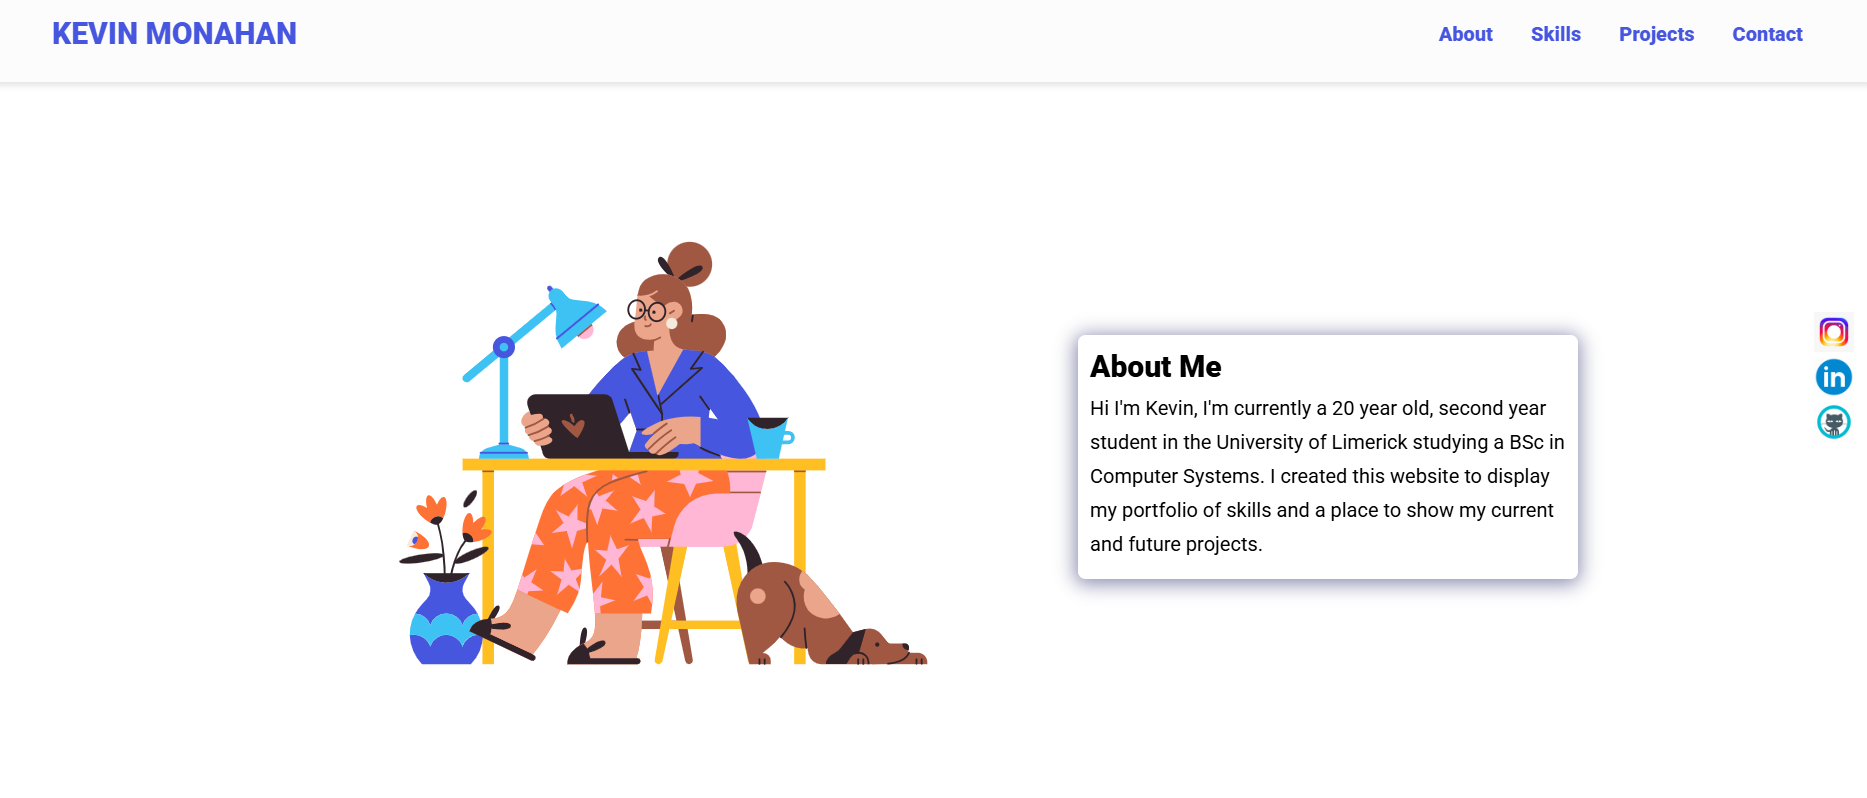 KEVIN MONAHAN
About Skills Projects Contact
About Me
Hi I'm Kevin, I'm currently a 20 year old, second year
student in the University of Limerick studying a BSc in
Computer Systems. I created this website to display
my portfolio of skills and a place to show my current
and future projects.
in